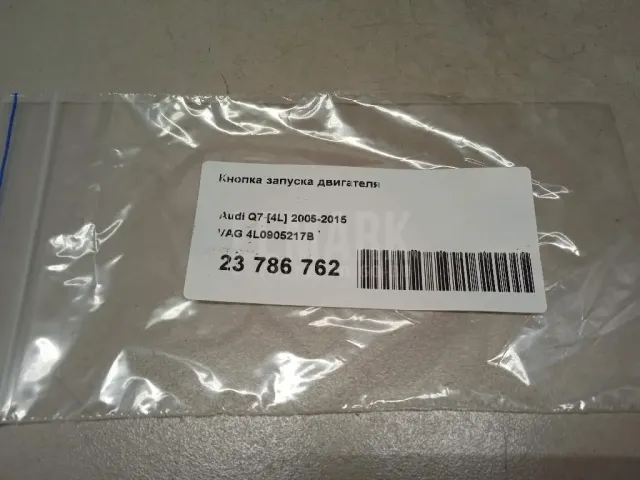 Кнопка запуска двигателя
Audi Q7 [4L] 2005-2015
VAG 4L0905217B
23 786 762